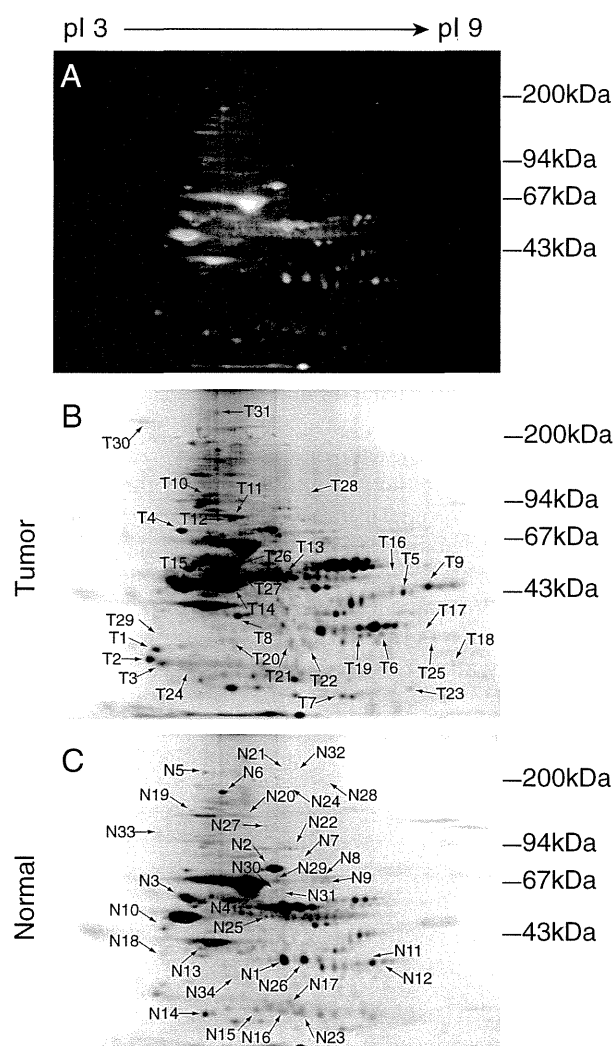 pI 3 pI 9
A
–200kDa
–94kDa
–67kDa
–43kDa
Tumor
B
T31
T30
–200kDa
T10
T11
T28
–94kDa
T4
T12
–67kDa
T15
T26
T13
T16
T5
T9
T27
–43kDa
T14
T17
T29
T8
T1
T18
T2
T20
T19
T6
T25
T3
T21
T22
T24
T7
T23
Normal
C
N21
N32
N5
N6
–200kDa
N19
N20
N24
N28
N33
N27
N22
N2
N7
–94kDa
N30
N29
N8
N3
N9
–67kDa
N4
N31
N10
N25
–43kDa
N18
N11
N13
N1
N26
N12
N34
N17
N14
N15
N16
N23